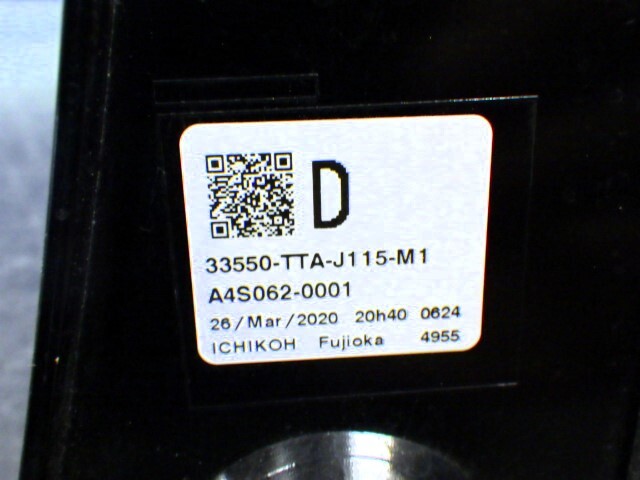 D
33550-TTA-J115-M1
A4S062-0001
26/Mar/2020 20h40 0624
ICHIKOH Fujioka 4955